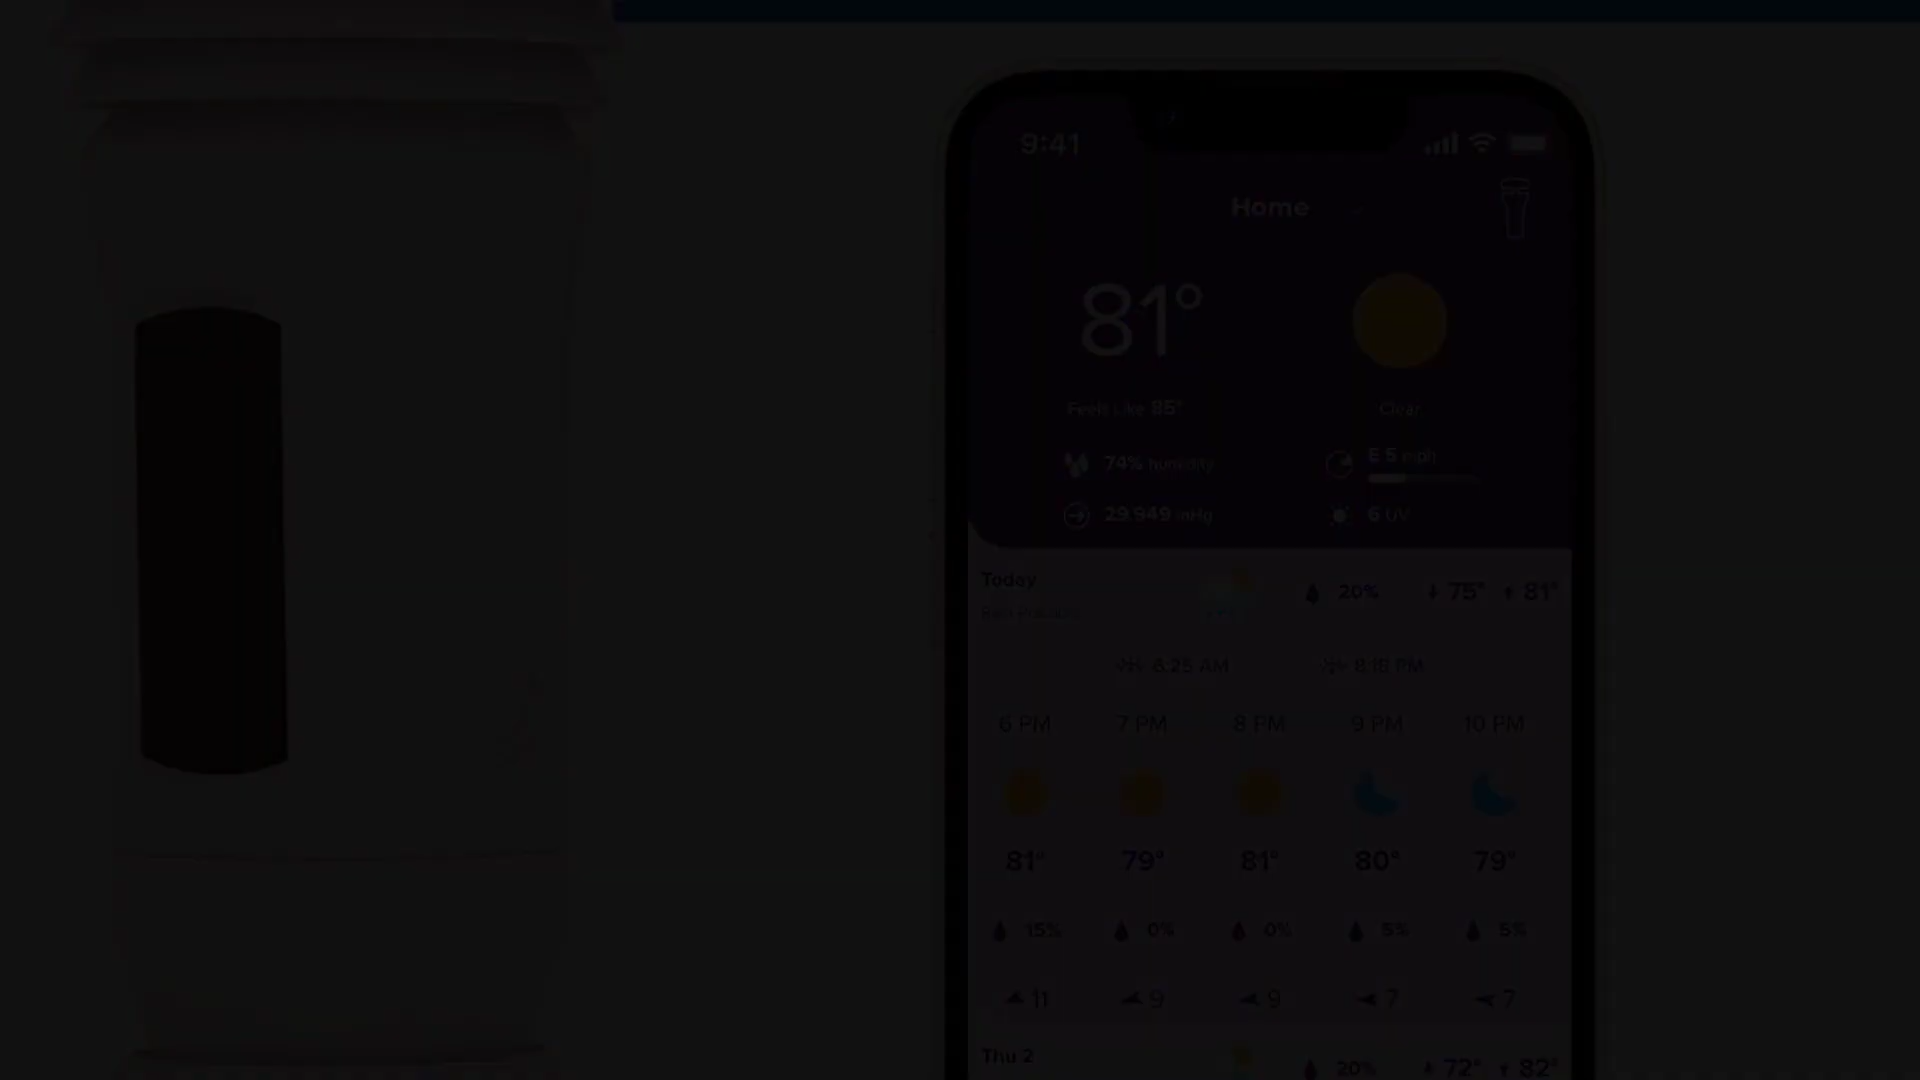 9:41
Home
81°
Feels Like 85°
Clear
74% humidity
E 5 mph
29.949 inHg
6 UV
Today
20% 75° 81°
6:25 AM 8:18 PM
6 PM 7 PM 8 PM 9 PM 10 PM
81° 79° 81° 80° 79°
15% 0% 0% 5% 5%
11 9 9 7 7
Thu 2
20% 72° 82°